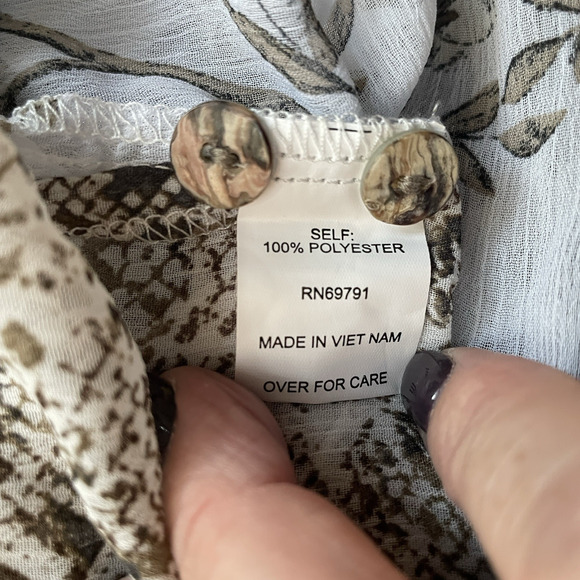 SELF:
100% POLYESTER
RN69791
MADE IN VIET NAM
OVER FOR CARE